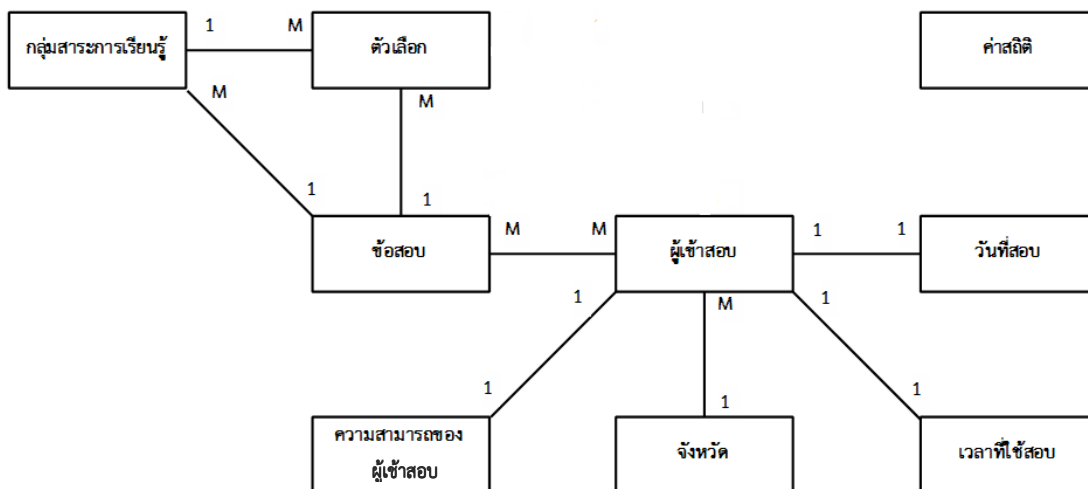 1 M
กลุ่มสาระการเรียนรู้ ตัวเลือก ค่าสถิติ
M M
1 1
M M 1 1
ข้อสอบ ผู้เข้าสอบ วันที่สอบ
1 M 1
1 1 1
ความสามารถของ
ผู้เข้าสอบ
จังหวัด เวลาที่ใช้สอบ